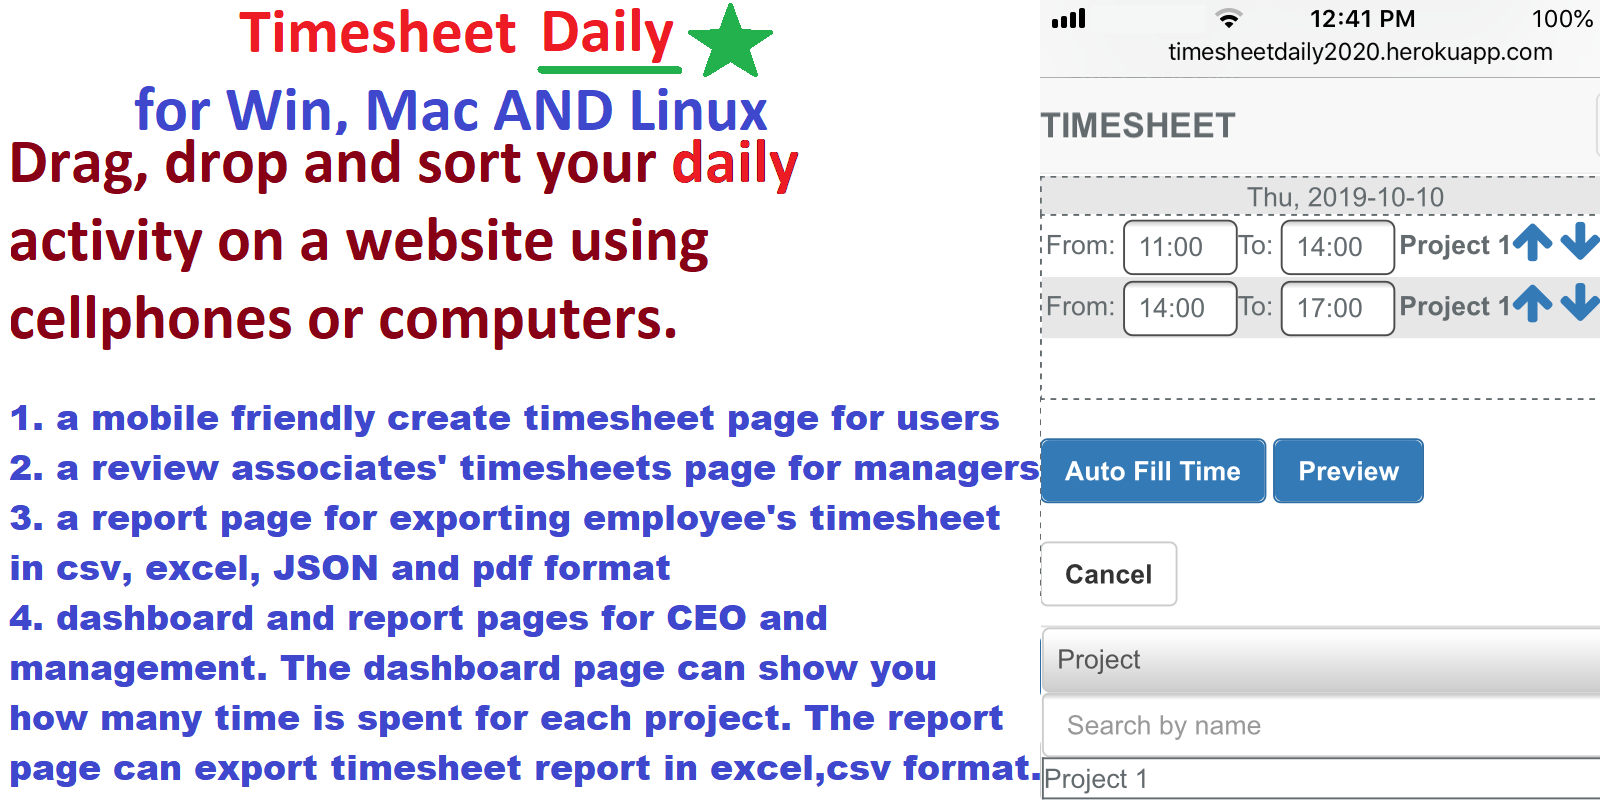 Timesheet Daily
for Win, Mac AND Linux
Drag, drop and sort your daily
activity on a website using
cellphones or computers.
1. a mobile friendly create timesheet page for users
2. a review associates' timesheets page for managers
3. a report page for exporting employee's timesheet
in csv, excel, JSON and pdf format
4. dashboard and report pages for CEO and
management. The dashboard page can show you
how many time is spent for each project. The report
page can export timesheet report in excel,csv format.
12:41 PM 100%
timesheetdaily2020.herokuapp.com
TIMESHEET
Thu, 2019-10-10
From: 11:00 To: 14:00 Project 1
From: 14:00 To: 17:00 Project 1
Auto Fill Time Preview
Cancel
Project
Search by name
Project 1